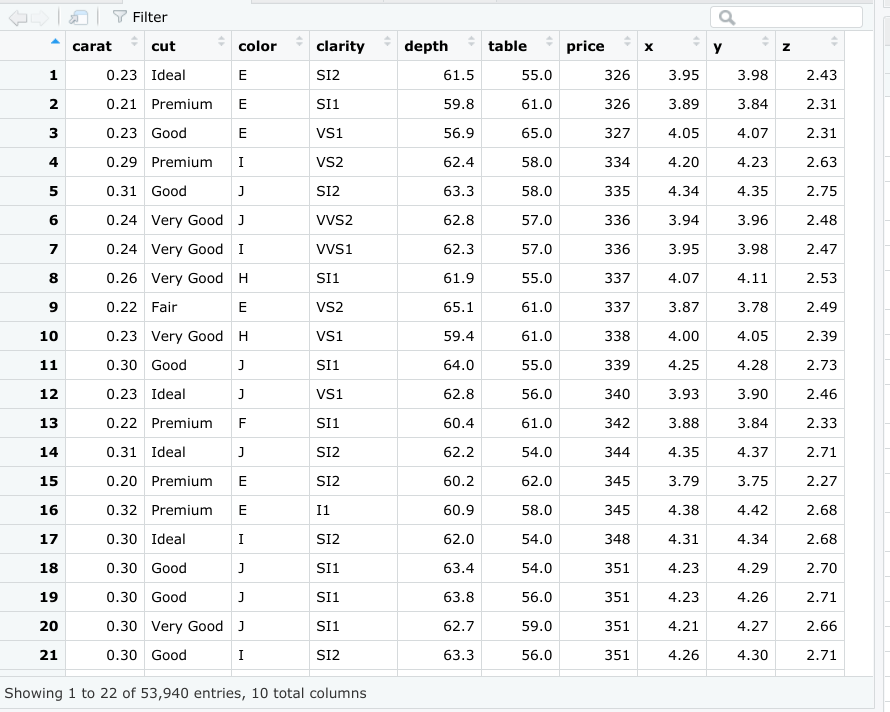 Filter
carat cut color clarity depth table price x y z
1 0.23 Ideal E SI2 61.5 55.0 326 3.95 3.98 2.43
2 0.21 Premium E SI1 59.8 61.0 326 3.89 3.84 2.31
3 0.23 Good E VS1 56.9 65.0 327 4.05 4.07 2.31
4 0.29 Premium I VS2 62.4 58.0 334 4.20 4.23 2.63
5 0.31 Good J SI2 63.3 58.0 335 4.34 4.35 2.75
6 0.24 Very Good J VVS2 62.8 57.0 336 3.94 3.96 2.48
7 0.24 Very Good I VVS1 62.3 57.0 336 3.95 3.98 2.47
8 0.26 Very Good H SI1 61.9 55.0 337 4.07 4.11 2.53
9 0.22 Fair E VS2 65.1 61.0 337 3.87 3.78 2.49
10 0.23 Very Good H VS1 59.4 61.0 338 4.00 4.05 2.39
11 0.30 Good J SI1 64.0 55.0 339 4.25 4.28 2.73
12 0.23 Ideal J VS1 62.8 56.0 340 3.93 3.90 2.46
13 0.22 Premium F SI1 60.4 61.0 342 3.88 3.84 2.33
14 0.31 Ideal J SI2 62.2 54.0 344 4.35 4.37 2.71
15 0.20 Premium E SI2 60.2 62.0 345 3.79 3.75 2.27
16 0.32 Premium E I1 60.9 58.0 345 4.38 4.42 2.68
17 0.30 Ideal I SI2 62.0 54.0 348 4.31 4.34 2.68
18 0.30 Good J SI1 63.4 54.0 351 4.23 4.29 2.70
19 0.30 Good J SI1 63.8 56.0 351 4.23 4.26 2.71
20 0.30 Very Good J SI1 62.7 59.0 351 4.21 4.27 2.66
21 0.30 Good I SI2 63.3 56.0 351 4.26 4.30 2.71
Showing 1 to 22 of 53,940 entries, 10 total columns